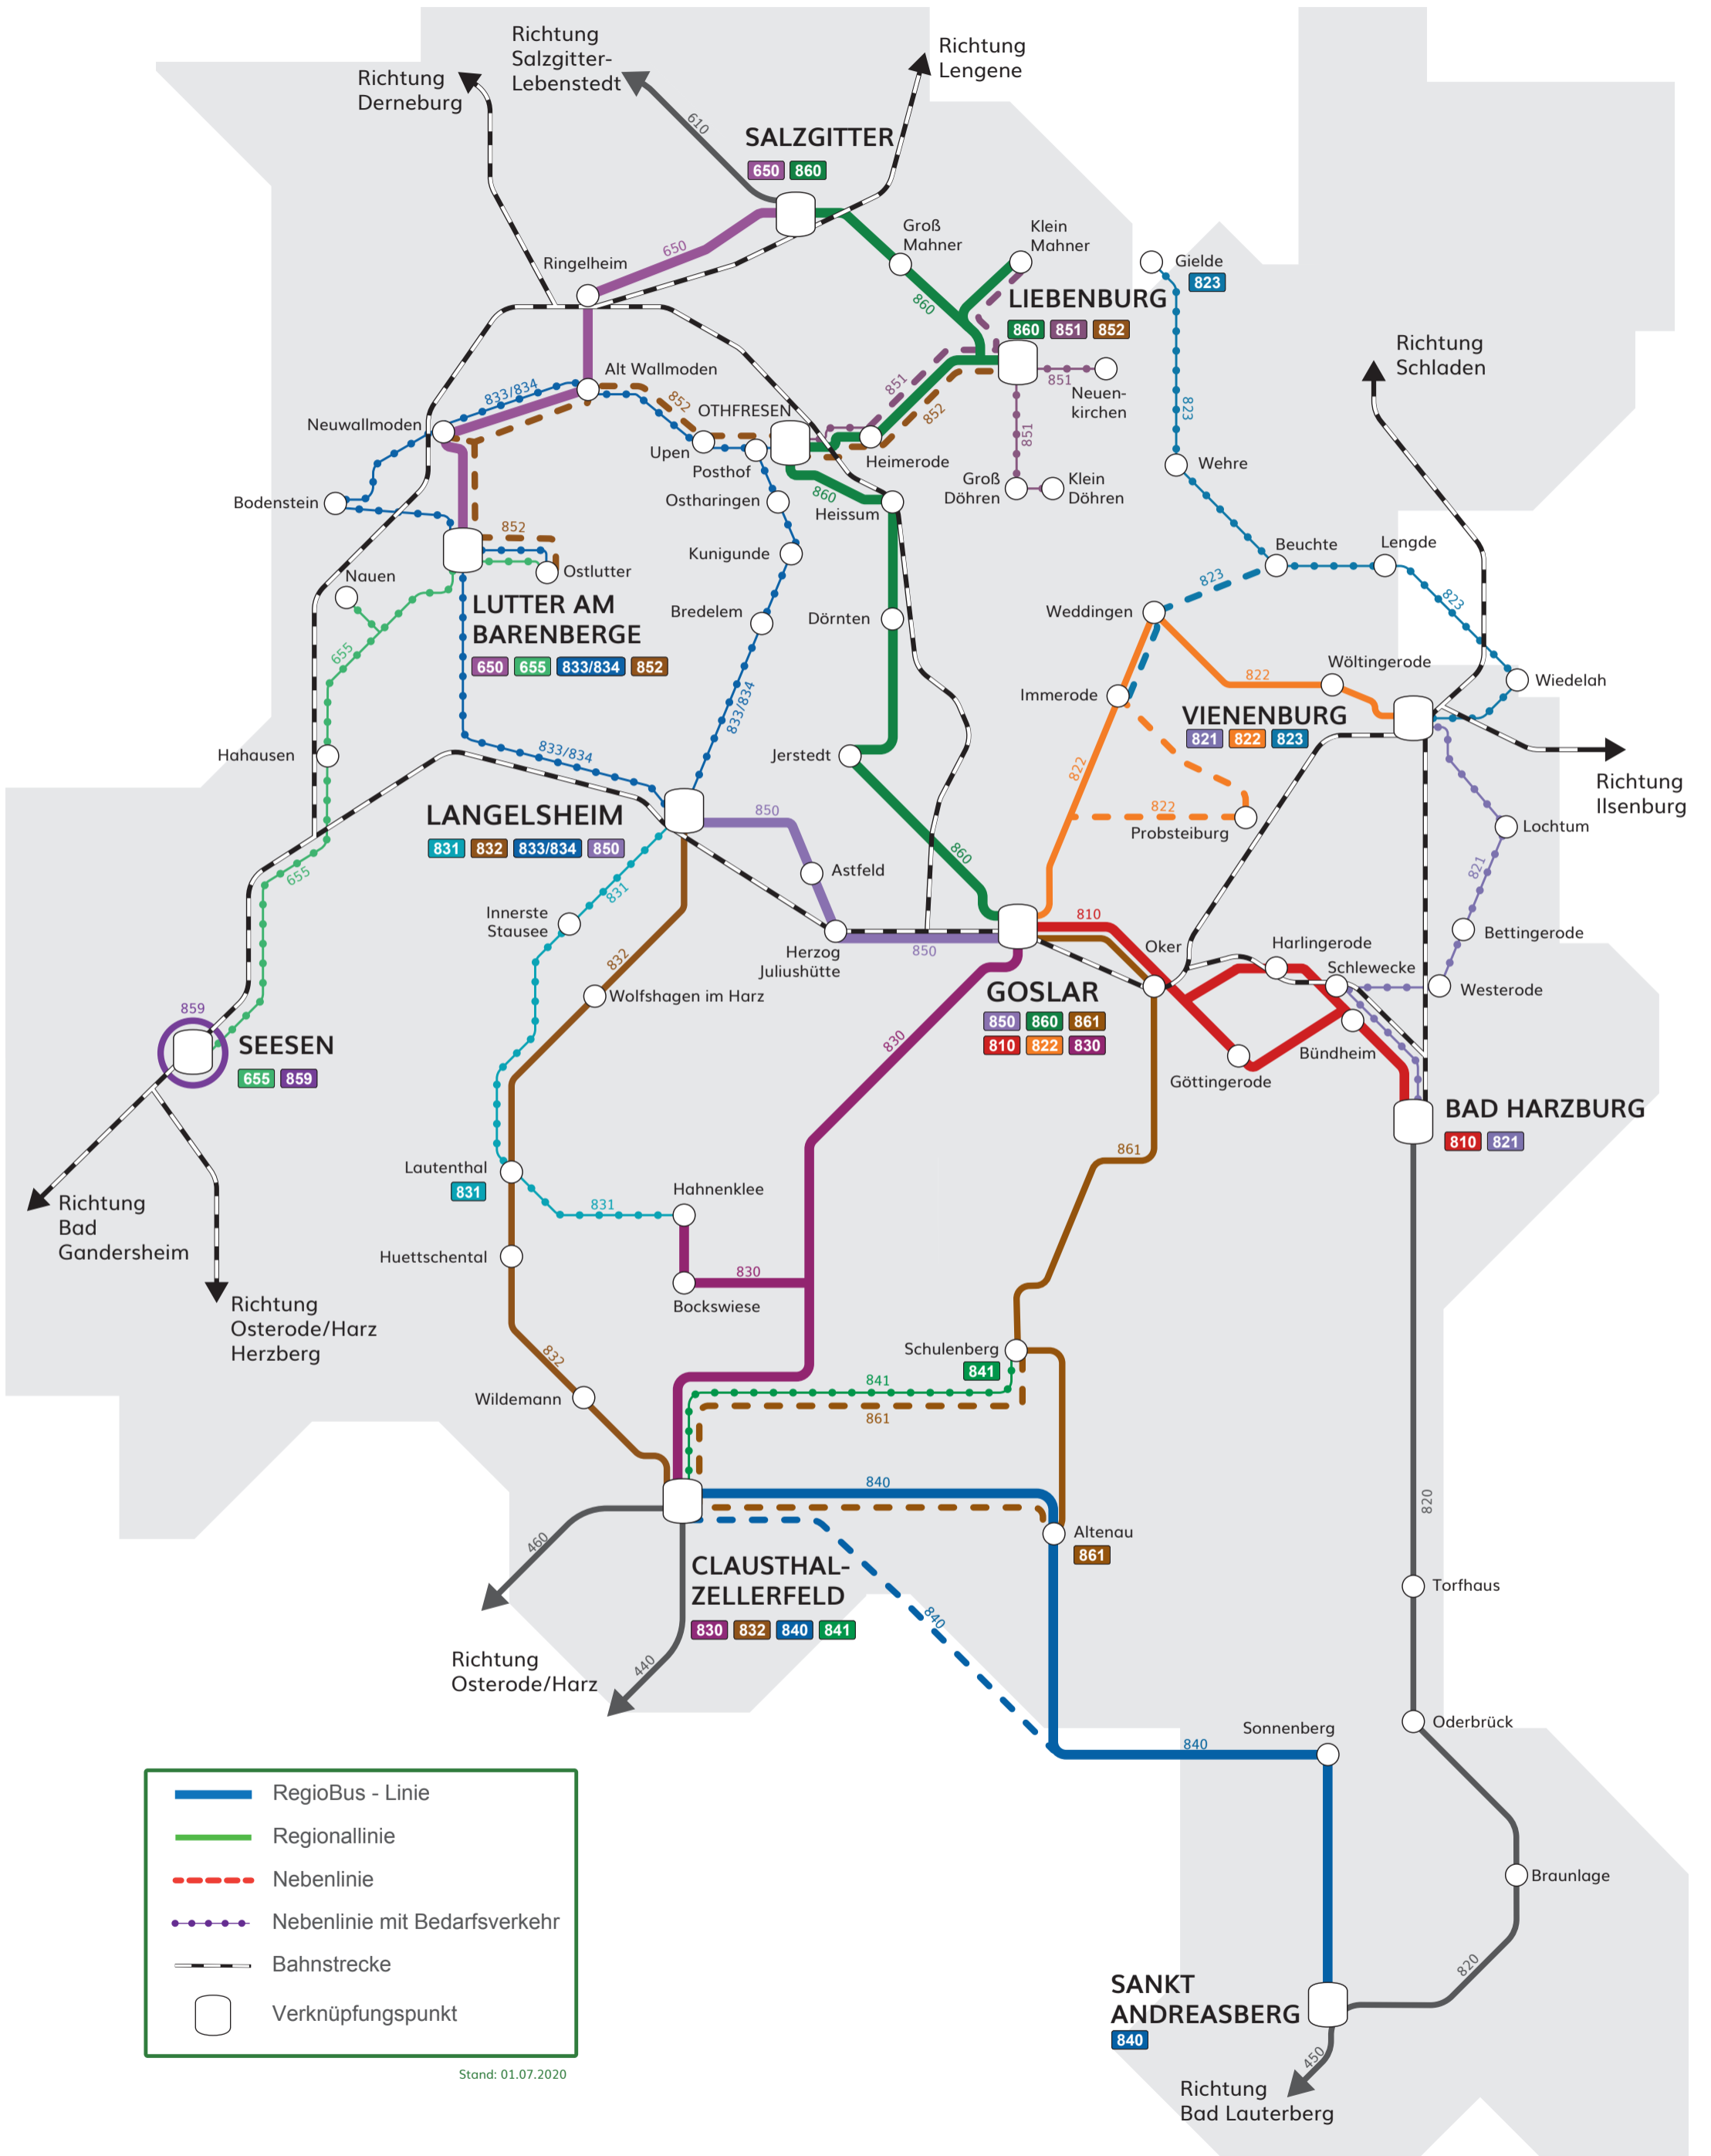 Richtung
Derneburg
Richtung
Salzgitter-
Lebenstedt
Richtung
Lengene
610
SALZGITTER
650 860
650
Ringelheim
Groß
Mahner
Klein
Mahner
860
LIEBENBURG
860 851 852
Gielde
823
Richtung
Schladen
Alt Wallmoden
833/834
852
OTHFRESEN
851
852
851
Neuen-
kirchen
823
Neuwallmoden
Upen
Posthof
Heimerode
851
Wehre
Bodenstein
Ostharingen
860
Heissum
Groß
Döhren
Klein
Döhren
852
Ostlutter
Kunigunde
Beuchte
Lengde
823
823
Nauen
LUTTER AM
BARENBERGE
650 655 833/834 852
Bredelem
Dörnten
Weddingen
655
833/834
Immerode
822
Wöltingerode
Wiedelah
VIENENBURG
821 822 823
Hahausen
833/834
Jerstedt
822
822
Probsteiburg
Richtung
Ilsenburg
LANGELSHEIM
831 832 833/834 850
850
Lochtum
655
831
Astfeld
860
821
Innerste
Stausee
832
Herzog
Juliushütte
850
810
Oker
Harlingerode
Schlewecke
Bettingerode
Wolfshagen im Harz
GOSLAR
850 860 861
810 822 830
Westerode
859
SEESEN
655 859
830
Göttingerode
Bündheim
BAD HARZBURG
810 821
861
Lautenthal
831
831
Hahnenklee
Richtung
Bad
Gandersheim
Huettschental
830
Bockswiese
Richtung
Osterode/Harz
Herzberg
832
Schulenberg
841
Wildemann
841
861
840
820
460
Altenau
861
CLAUSTHAL-
ZELLERFELD
830 832 840 841
Torfhaus
840
440
Richtung
Osterode/Harz
Oderbrück
Sonnenberg
840
RegioBus - Linie
Regionallinie
Nebenlinie
Nebenlinie mit Bedarfsverkehr
Bahnstrecke
Verknüpfungspunkt
Stand: 01.07.2020
Braunlage
820
SANKT
ANDREASBERG
840
450
Richtung
Bad Lauterberg